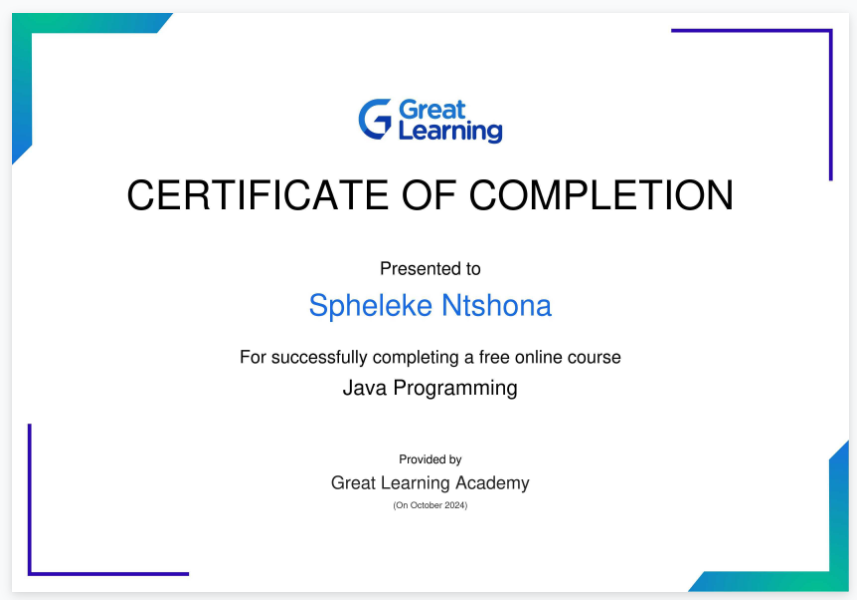 Great
Learning
CERTIFICATE OF COMPLETION
Presented to
Spheleke Ntshona
For successfully completing a free online course
Java Programming
Provided by
Great Learning Academy
(On October 2024)